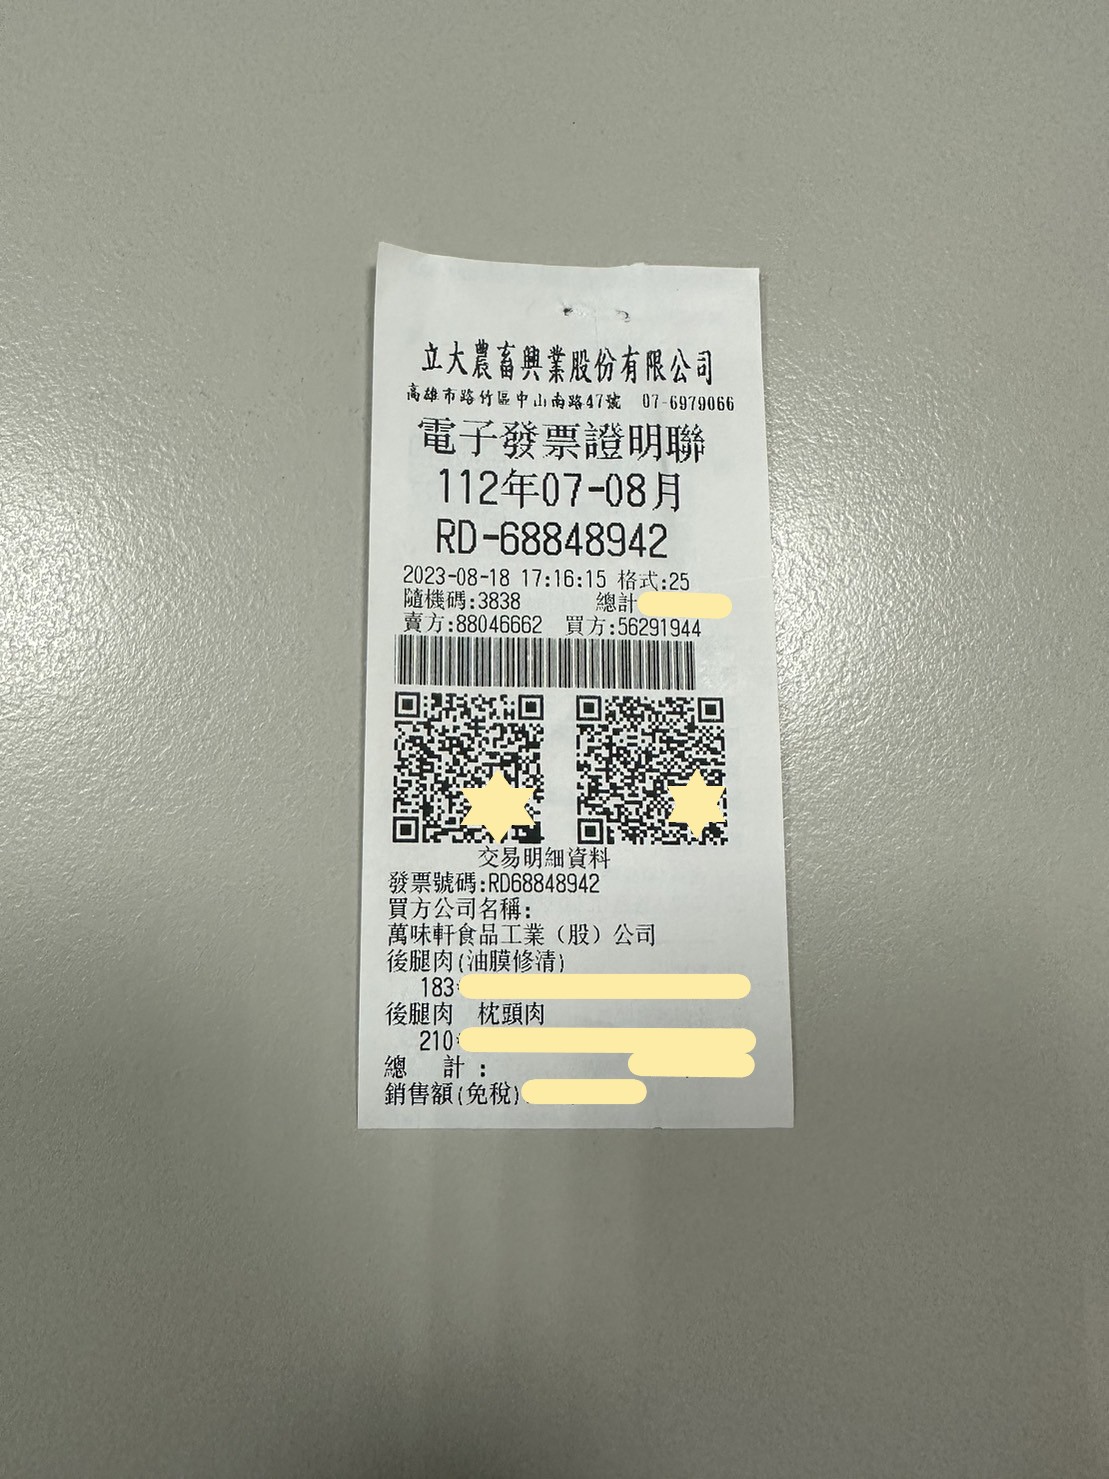 立大農畜興業股份有限公司
高雄市路竹區中山南路47號 07-6979066
電子發票證明聯
112年07-08月
RD-68848942
2023-08-18 17:16:15 格式:25
隨機碼:3838 總計
賣方:88046662 買方:56291944
交易明細資料
發票號碼:RD68848942
買方公司名稱:
萬味軒食品工業（股）公司
後腿肉(油膜修清)
183*
後腿肉 枕頭肉
210*
總 計:
銷售額(免稅)